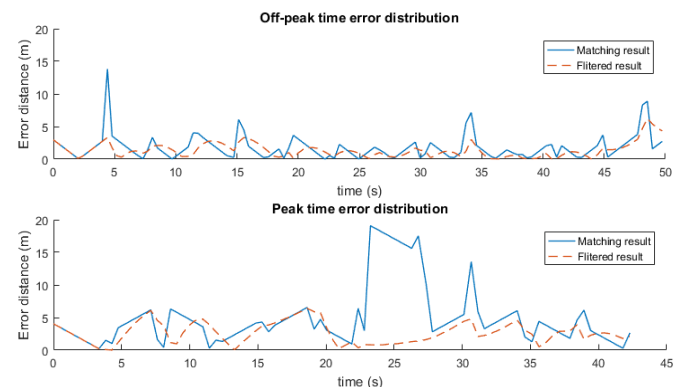 Off-peak time error distribution
Error distance (m)
20
15
10
5
0
0 5 10 15 20 25 30 35 40 45 50
time (s)
Matching result
Flitered result
Peak time error distribution
Error distance (m)
20
15
10
5
0
0 5 10 15 20 25 30 35 40 45
time (s)
Matching result
Flitered result